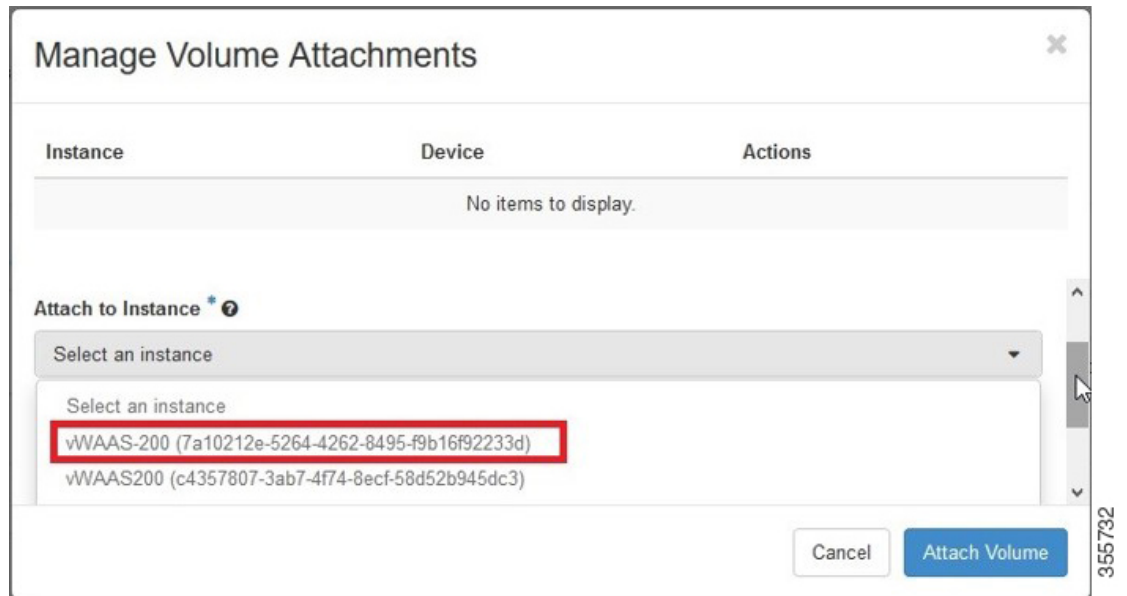 Manage Volume Attachments
×
Instance Device Actions
No items to display.
Attach to Instance * ?
Select an instance
Select an instance
vWAAS-200 (7a10212e-5264-4262-8495-f9b16f92233d)
vWAAS200 (c4357807-3ab7-4f74-8ecf-58d52b945dc3)
Cancel Attach Volume
355732